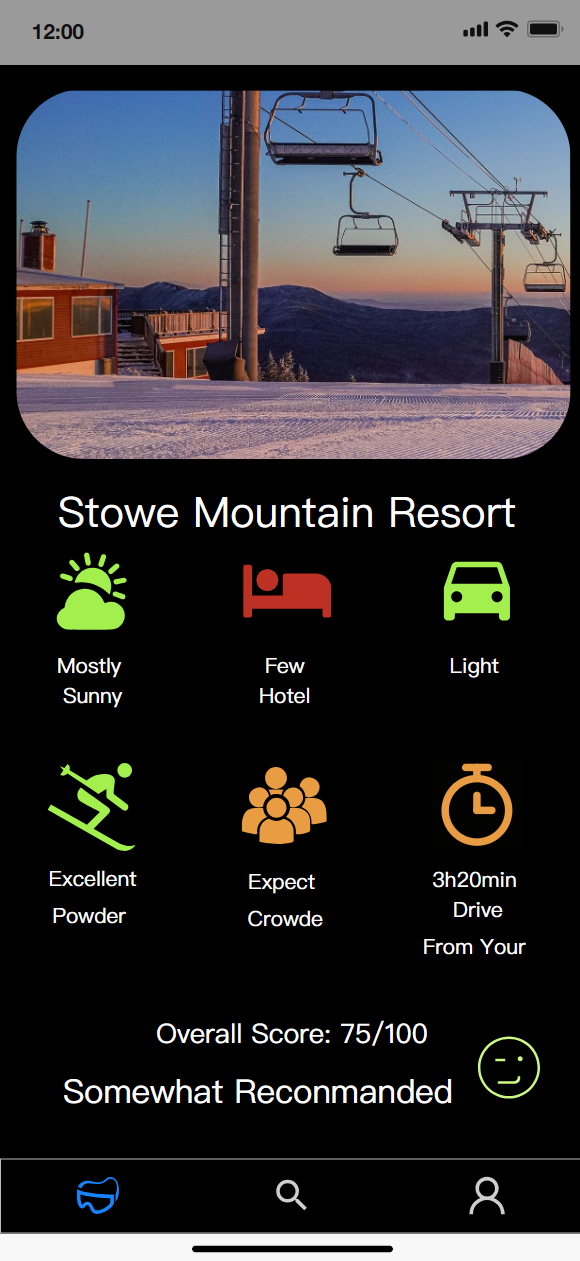 12:00
Stowe Mountain Resort
Mostly
Sunny
Few
Hotel
Light
Excellent
Powder
Expect
Crowde
3h20min
Drive
From Your
Overall Score: 75/100
Somewhat Reconmanded